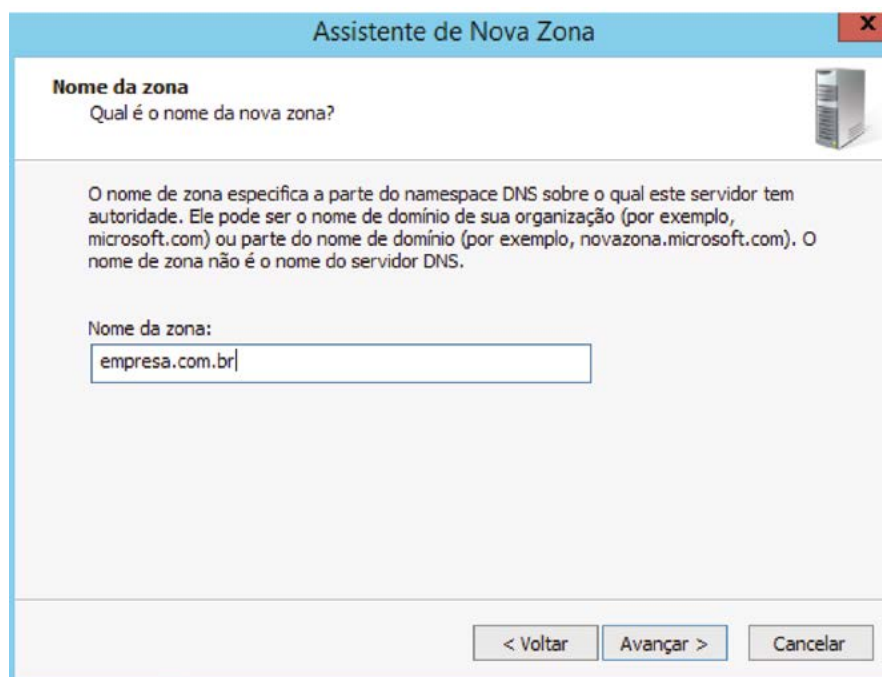 Assistente de Nova Zona
X
Nome da zona
Qual é o nome da nova zona?
O nome de zona especifica a parte do namespace DNS sobre o qual este servidor tem
autoridade. Ele pode ser o nome de domínio de sua organização (por exemplo,
microsoft.com) ou parte do nome de domínio (por exemplo, novazona.microsoft.com). O
nome de zona não é o nome do servidor DNS.
Nome da zona:
empresa.com.br
< Voltar Avançar > Cancelar